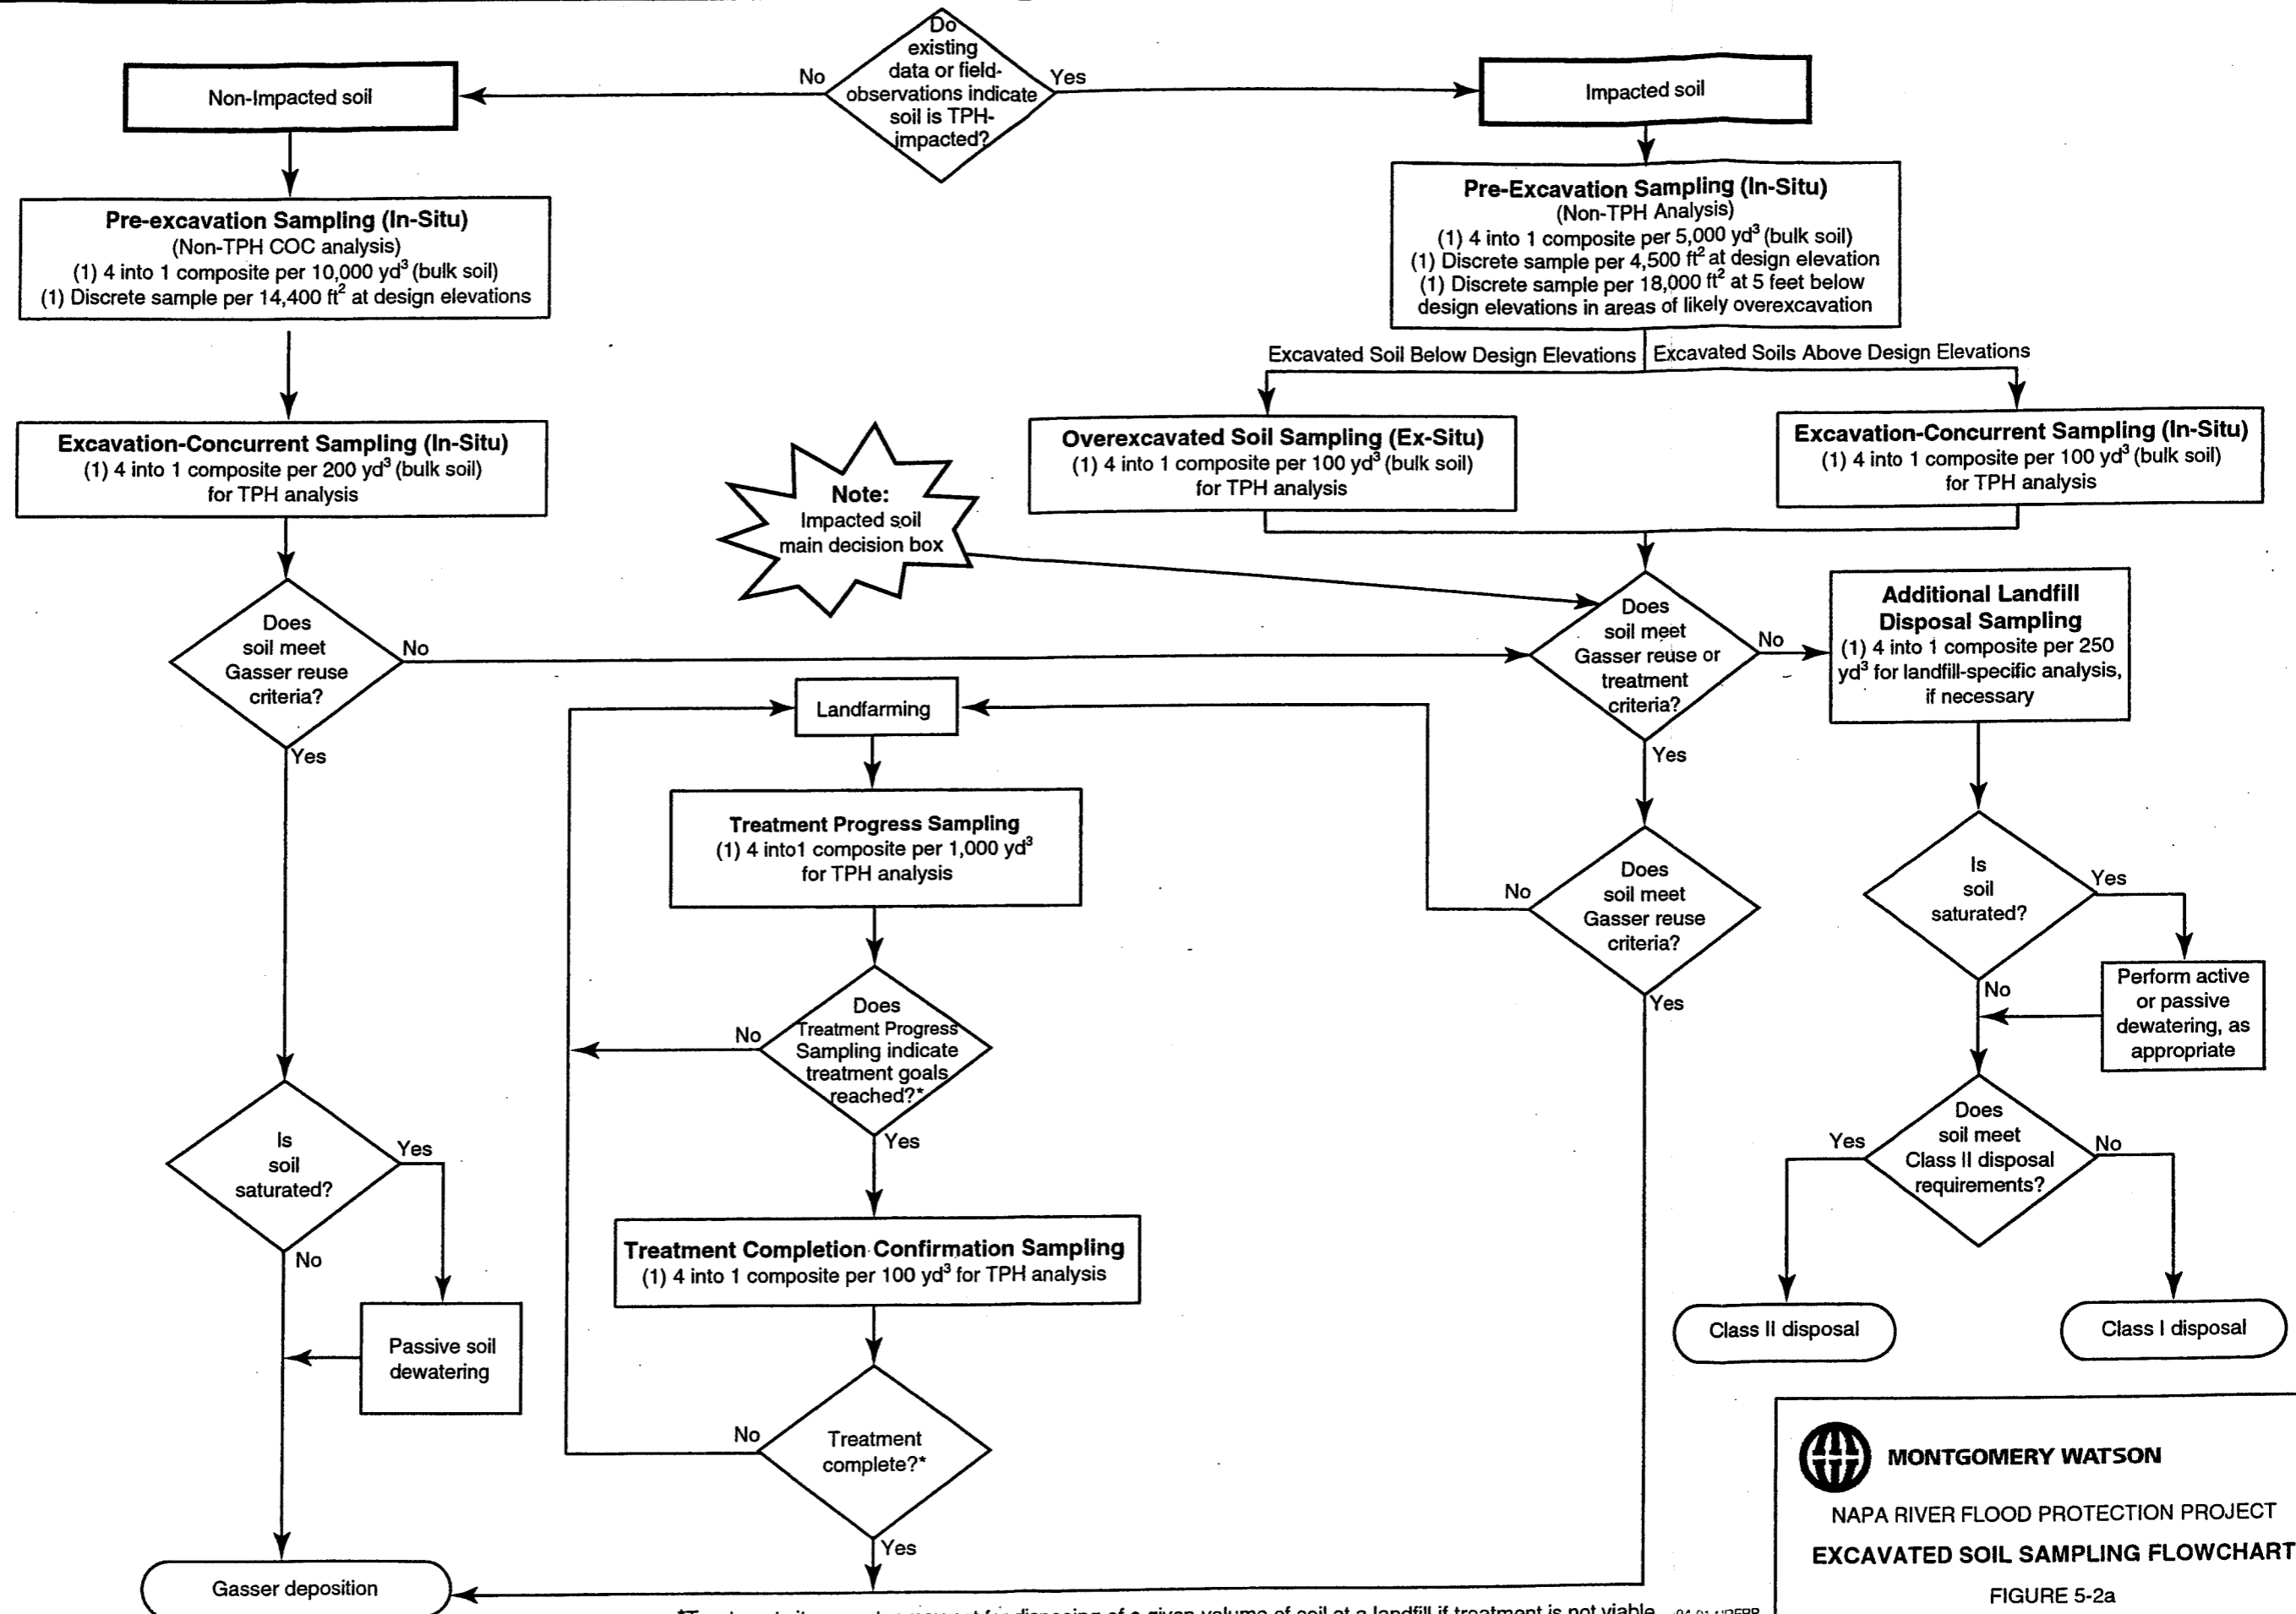 Do
existing
data or field-
observations indicate
soil is TPH-
impacted?
No
Yes
Non-Impacted soil
Impacted soil
Pre-excavation Sampling (In-Situ)
(Non-TPH COC analysis)
(1) 4 into 1 composite per 10,000 yd³ (bulk soil)
(1) Discrete sample per 14,400 ft² at design elevations
Pre-Excavation Sampling (In-Situ)
(Non-TPH Analysis)
(1) 4 into 1 composite per 5,000 yd³ (bulk soil)
(1) Discrete sample per 4,500 ft² at design elevation
(1) Discrete sample per 18,000 ft² at 5 feet below
design elevations in areas of likely overexcavation
Excavated Soil Below Design Elevations
Excavated Soils Above Design Elevations
Excavation-Concurrent Sampling (In-Situ)
(1) 4 into 1 composite per 200 yd³ (bulk soil)
for TPH analysis
Overexcavated Soil Sampling (Ex-Situ)
(1) 4 into 1 composite per 100 yd³ (bulk soil)
for TPH analysis
Excavation-Concurrent Sampling (In-Situ)
(1) 4 into 1 composite per 100 yd³ (bulk soil)
for TPH analysis
Note:
Impacted soil
main decision box
Does
soil meet
Gasser reuse
criteria?
No
Yes
Does
soil meet
Gasser reuse or
treatment
criteria?
No
Yes
Additional Landfill
Disposal Sampling
(1) 4 into 1 composite per 250
yd³ for landfill-specific analysis,
if necessary
Landfarming
Treatment Progress Sampling
(1) 4 into1 composite per 1,000 yd³
for TPH analysis
Does
soil meet
Gasser reuse
criteria?
No
Yes
Is
soil
saturated?
Yes
No
Perform active
or passive
dewatering, as
appropriate
Does
Treatment Progress
Sampling indicate
treatment goals
reached?*
No
Yes
Does
soil meet
Class II disposal
requirements?
Yes
No
Is
soil
saturated?
Yes
No
Treatment Completion Confirmation Sampling
(1) 4 into 1 composite per 100 yd³ for TPH analysis
Class II disposal
Class I disposal
Passive soil
dewatering
Treatment
complete?*
No
Yes
Gasser deposition
MONTGOMERY WATSON
NAPA RIVER FLOOD PROTECTION PROJECT
EXCAVATED SOIL SAMPLING FLOWCHART
FIGURE 5-2a
for disposing of a given volume of soil at a landfill if treatment is not viable